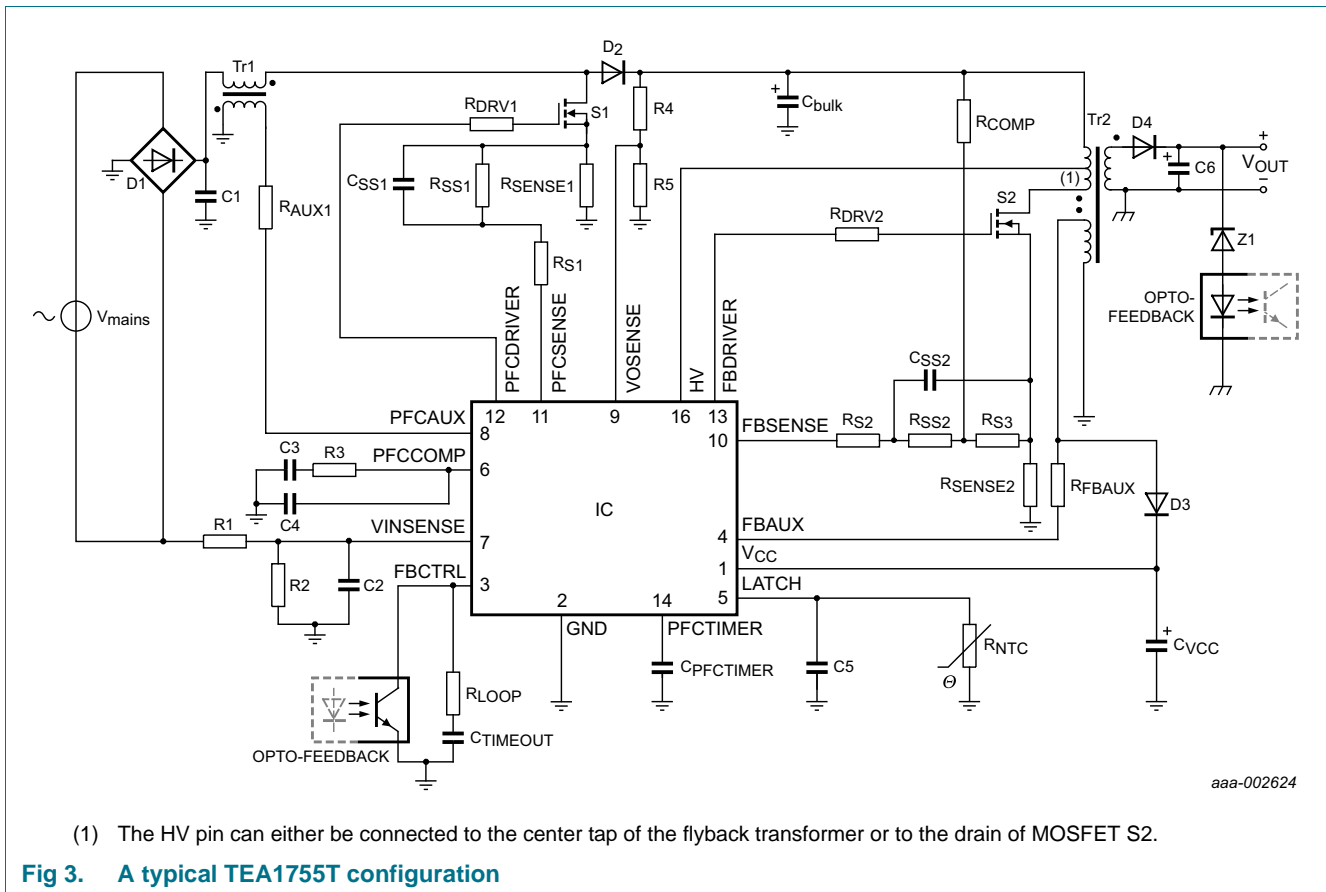 Tr1
D2
S1
RDRV1
R4
Cbulk
RCOMP
Tr2
D4
+
+
+
VOUT
−
C6
(1)
S2
D1
C1
RAUX1
CSS1
RSS1
RSENSE1
R5
RDRV2
Z1
RS1
OPTO-
FEEDBACK
∼
Vmains
PFCDRIVER
PFCSENSE
VOSENSE
HV
FBDRIVER
CSS2
12
11
9
16
13
PFCAUX
8
10
FBSENSE
RS2
RSS2
RS3
C3
R3
PFCCOMP
6
C4
RSENSE2
RFBAUX
D3
IC
R1
VINSENSE
7
4
FBAUX
VCC
1
R2
C2
FBCTRL
3
5
LATCH
2
14
GND
PFCTIMER
CPFCTIMER
C5
RNTC
Θ
+
CVCC
RLOOP
CTIMEOUT
OPTO-FEEDBACK
aaa-002624
(1) The HV pin can either be connected to the center tap of the flyback transformer or to the drain of MOSFET S2.
Fig 3. A typical TEA1755T configuration